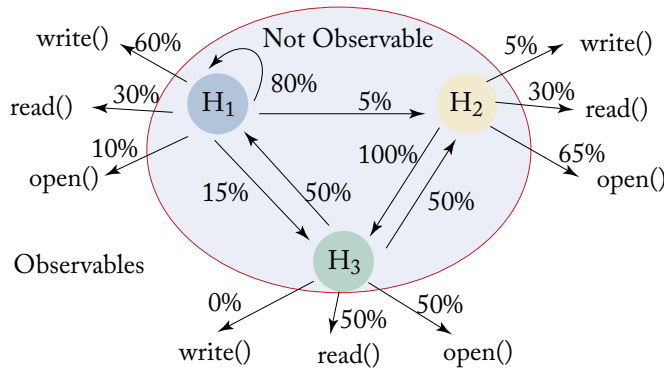 Not Observable
write()
60%
5%
write()
80%
read()
30%
H1
5%
H2
30%
read()
10%
open()
100%
65%
open()
15%
50%
50%
Observables
H3
0%
50%
50%
write()
read()
open()